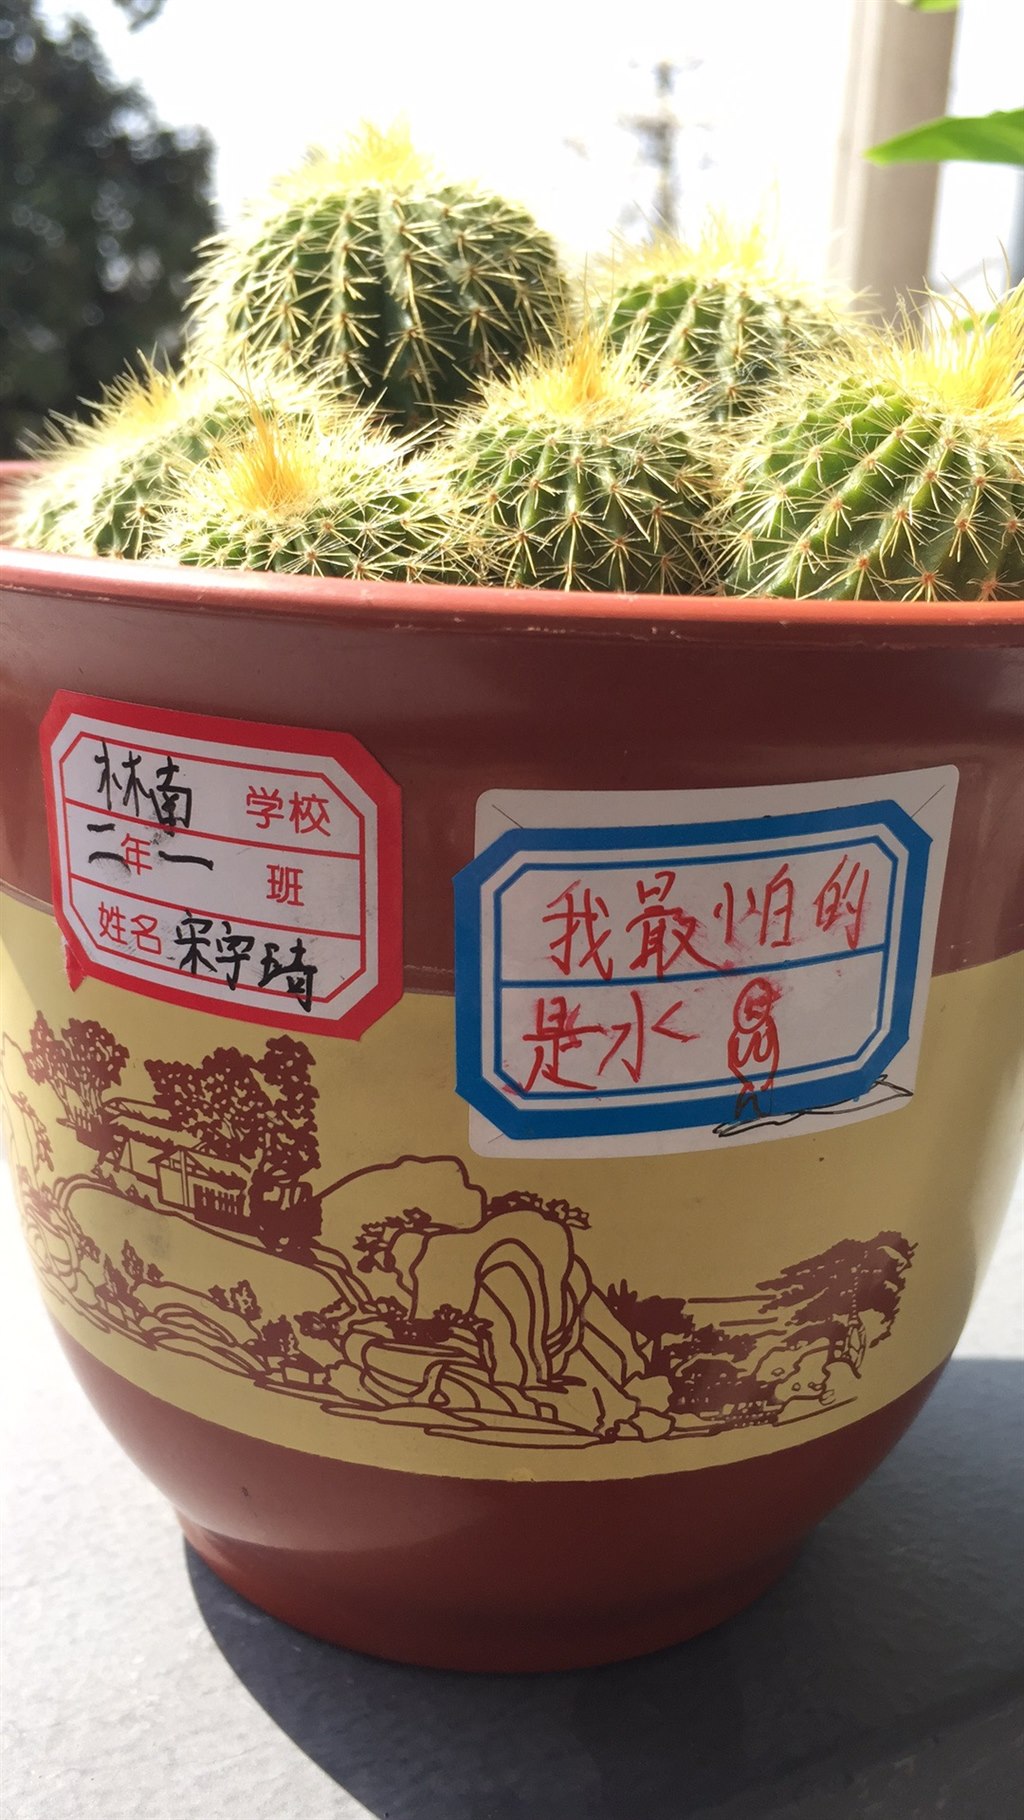 林南 学校
二年一 班
姓名 宋宇琦
我最怕的
是水